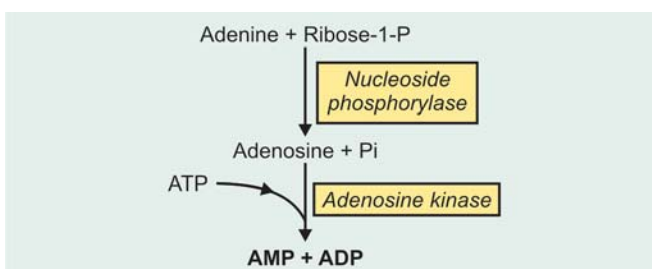 Adenine + Ribose-1-P
Nucleoside
phosphorylase
Adenosine + Pi
ATP
Adenosine kinase
AMP + ADP